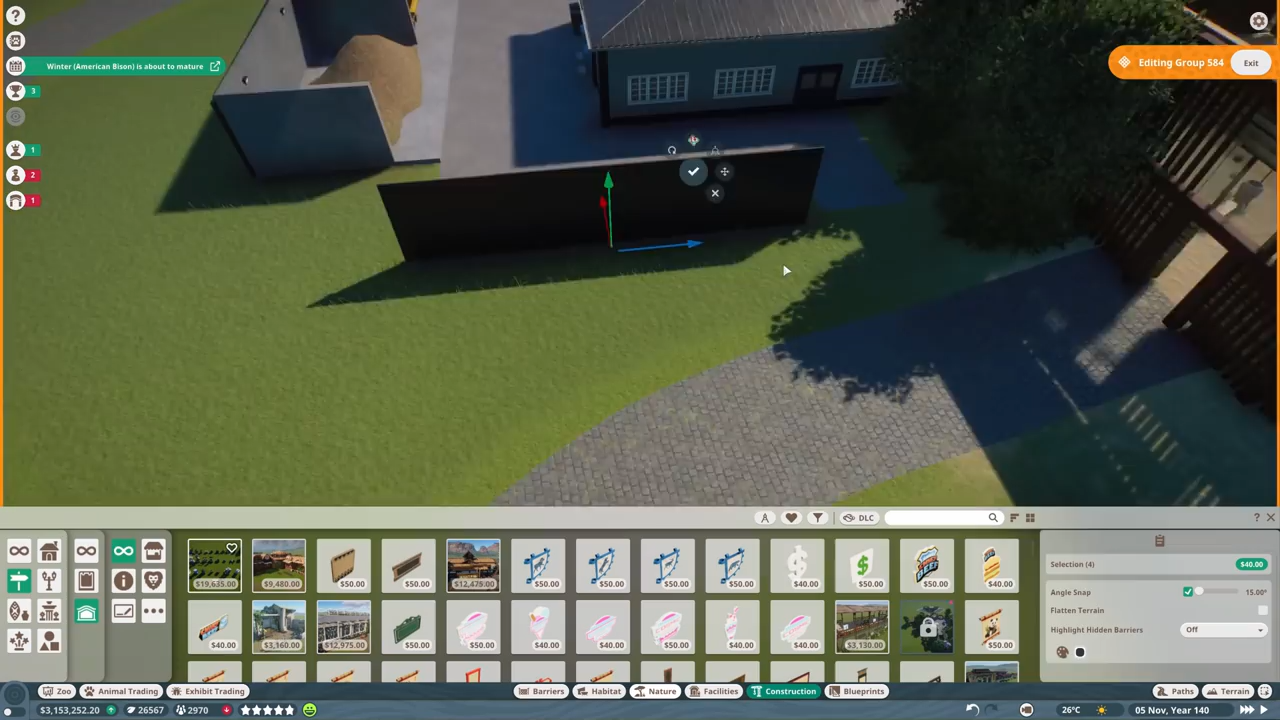 ?
Winter (American Bison) is about to mature
3
1
2
1
Editing Group 584
Exit
DLC
?
$19,635.00
$9,480.00
$50.00
$50.00
$12,475.00
$50.00
$50.00
$50.00
$50.00
$40.00
$50.00
$50.00
$40.00
$40.00
$3,160.00
$12,975.00
$50.00
$50.00
$40.00
$40.00
$50.00
$40.00
$40.00
$3,130.00
$50.00
Selection (4)
$40.00
Angle Snap
15.00°
Flatten Terrain
Highlight Hidden Barriers
Off
Zoo
Animal Trading
Exhibit Trading
Barriers
Habitat
Nature
Facilities
Construction
Blueprints
Paths
Terrain
$3,153,252.20
26567
2970
26°C
05 Nov, Year 140